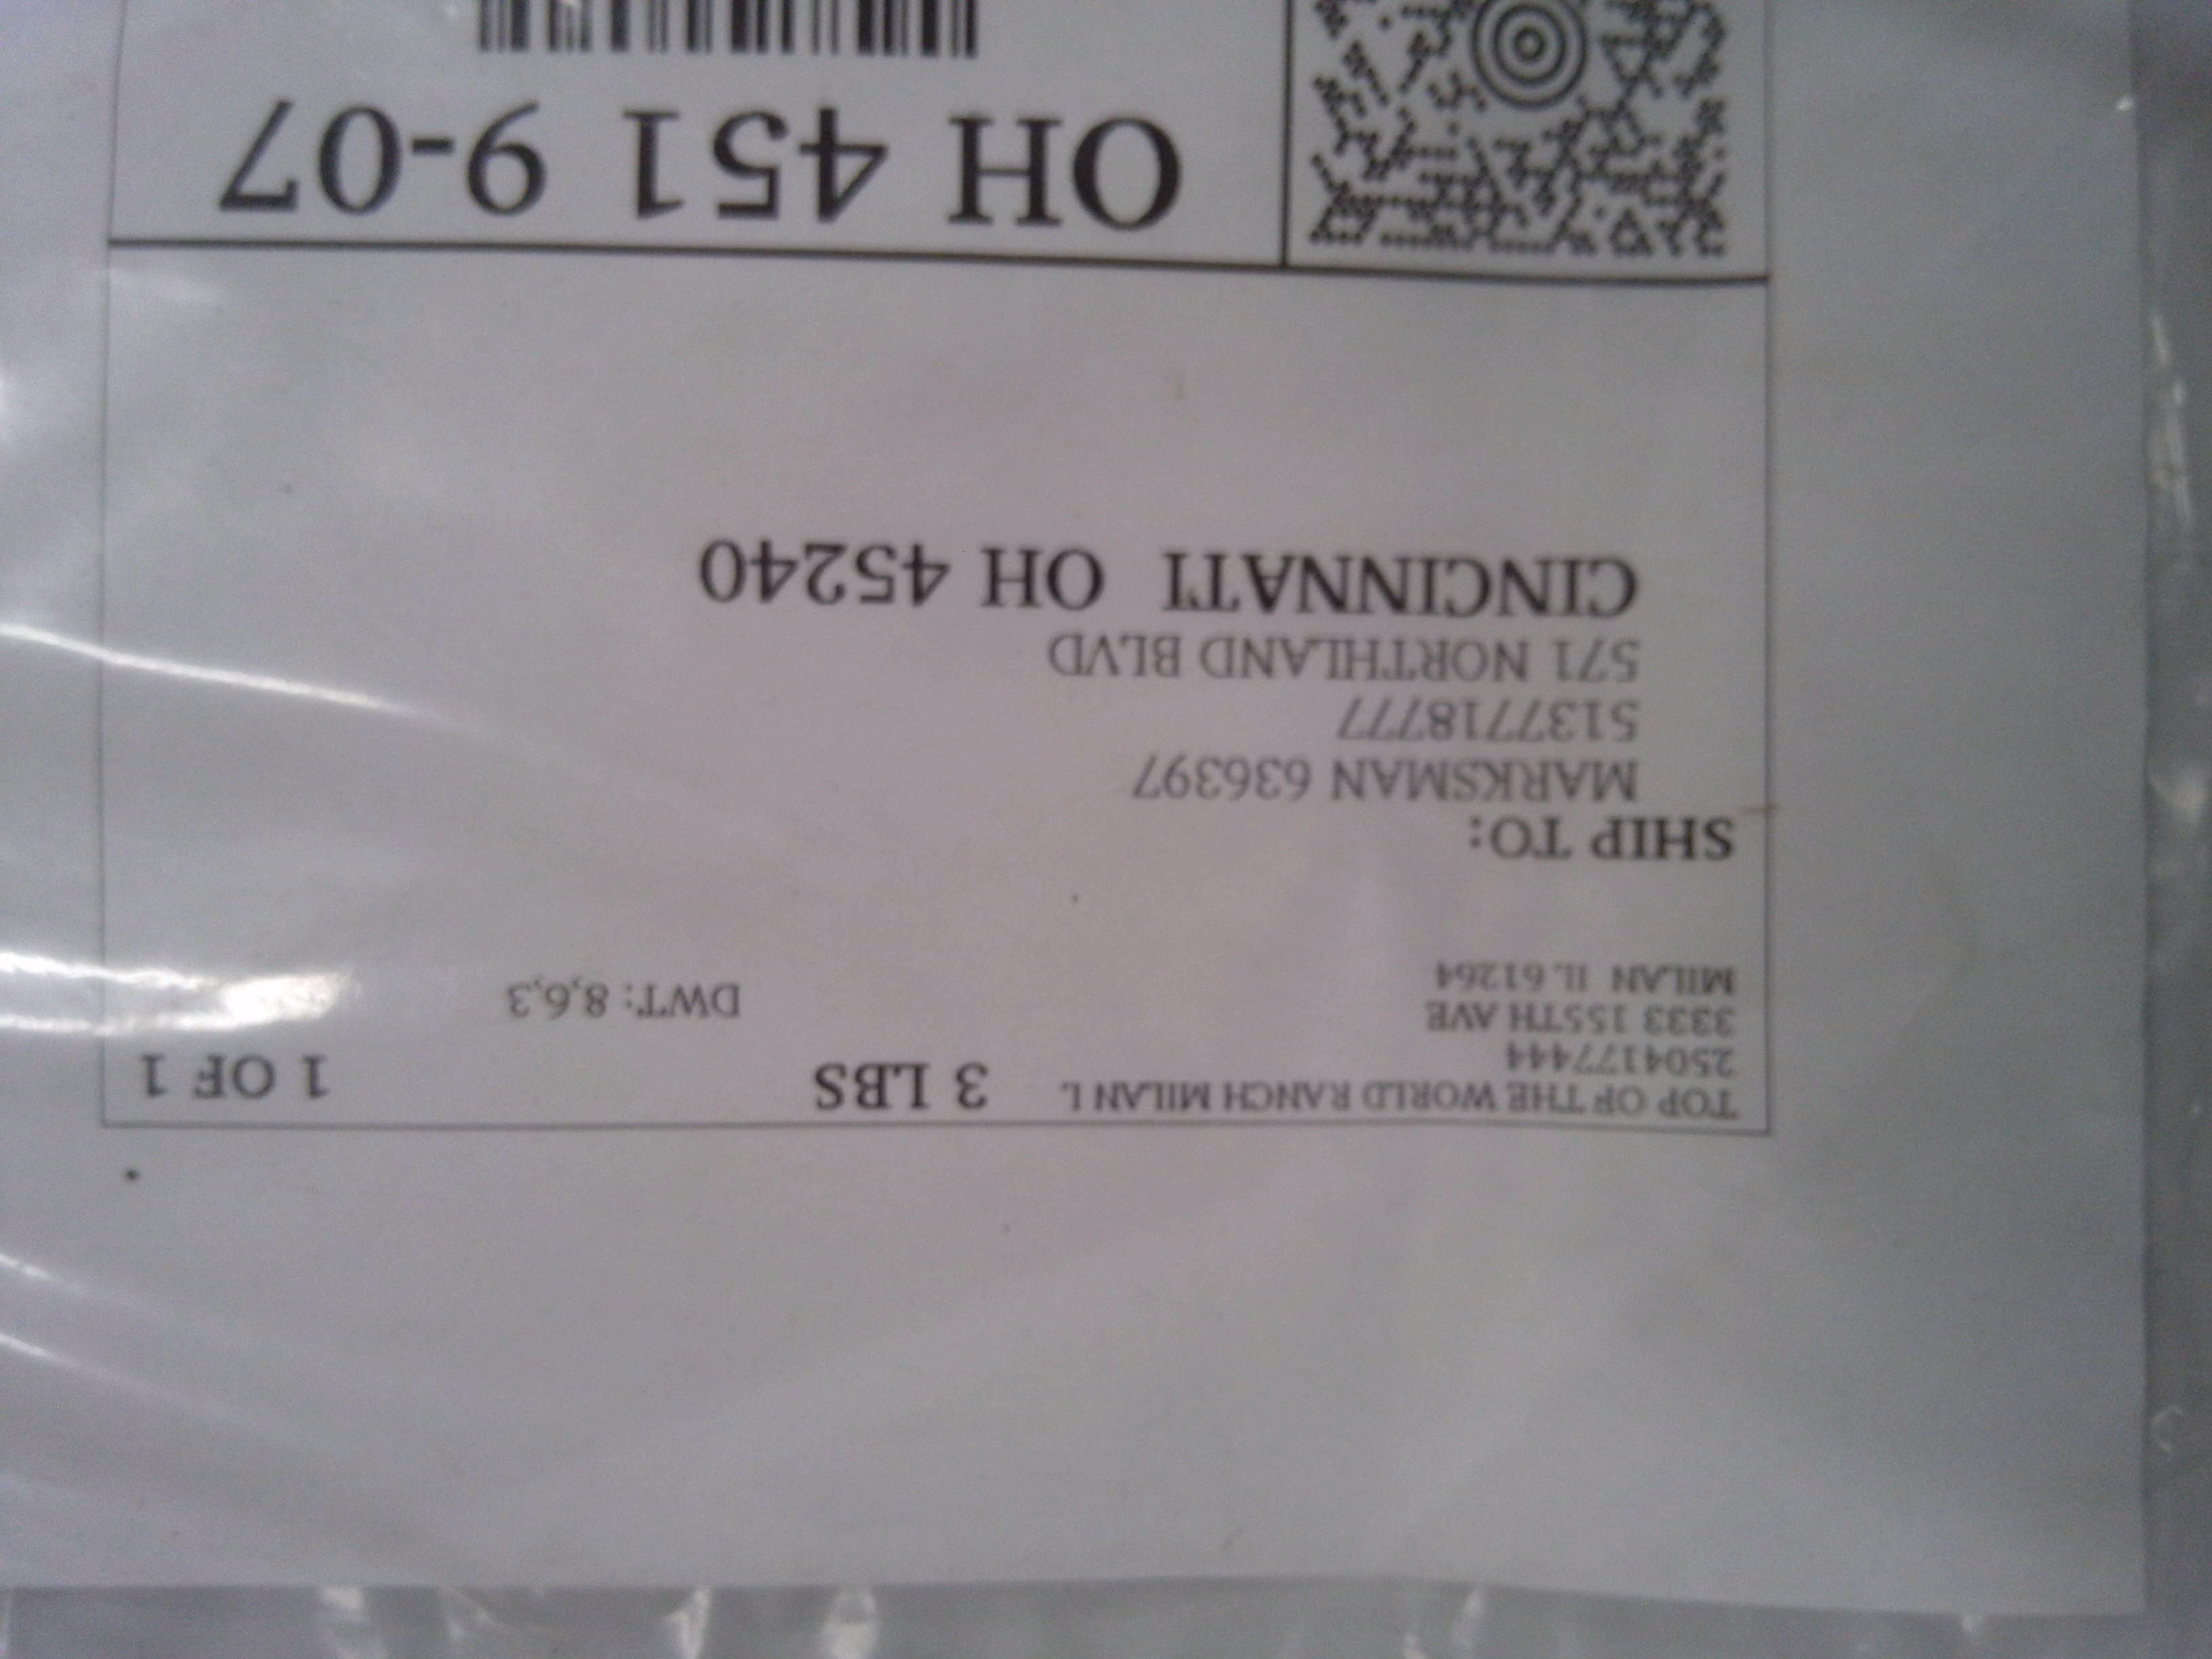 TOP OF THE WORLD RANCH MILAN L
2504177444
3333 155TH AVE
MILAN IL 61264
3 LBS
1 OF 1
DWT: 8,6,3
SHIP TO:
MARKSMAN 636397
5137718777
571 NORTHLAND BLVD
CINCINNATI OH 45240
OH 451 9-07